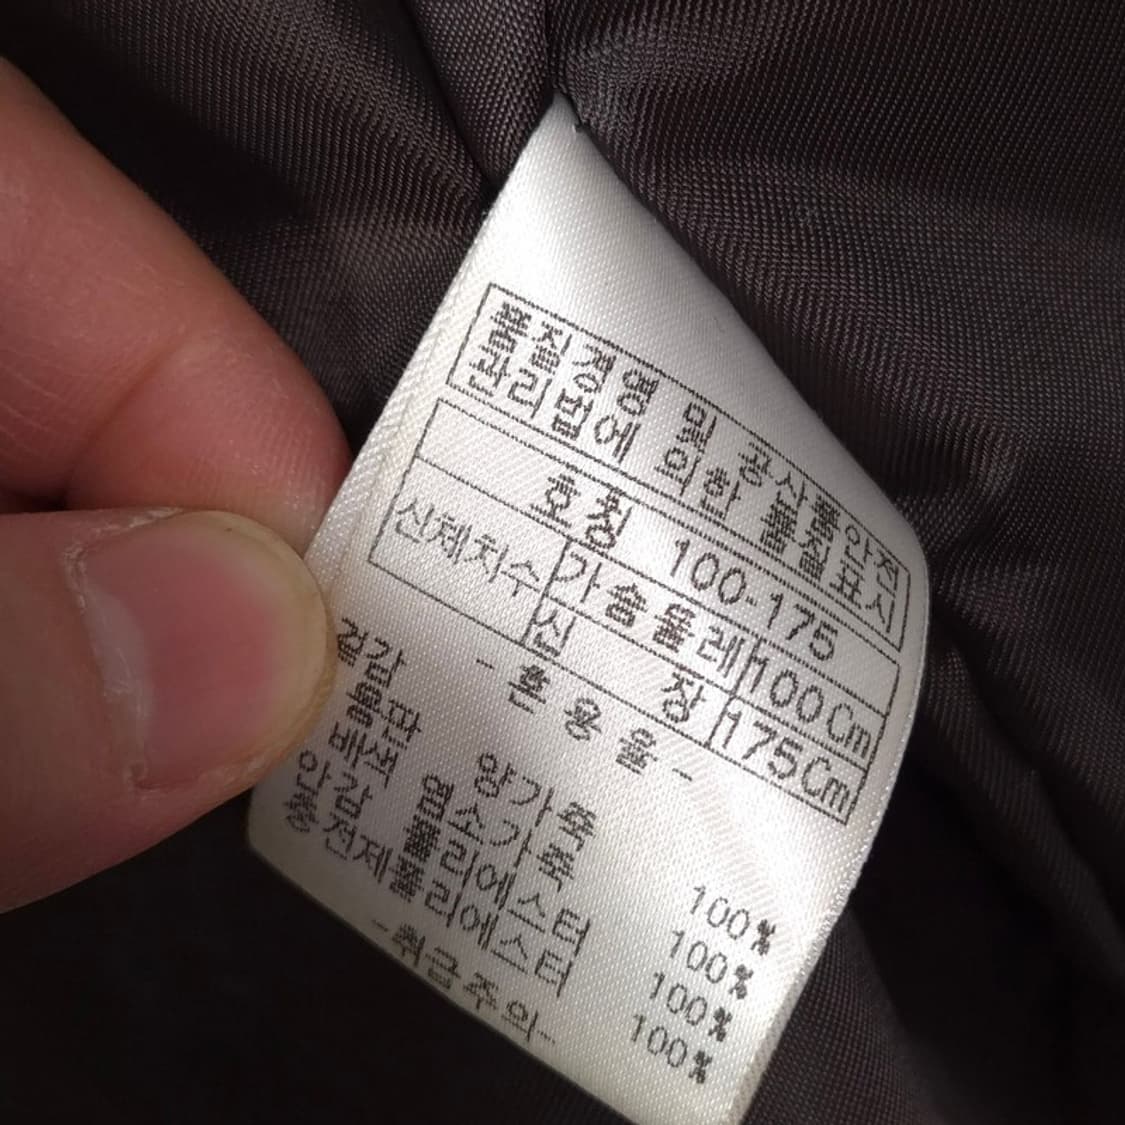 품질경영 및 공산품안전
관리법에 의한 품질표시
호칭 100-175
신체치수 가슴둘레 100Cm
신장 175Cm
-혼용율-
겉감 양가죽 100%
몸판배색 염소가죽 100%
안감 폴리에스터 100%
충전제폴리에스터 100%
-취급주의-